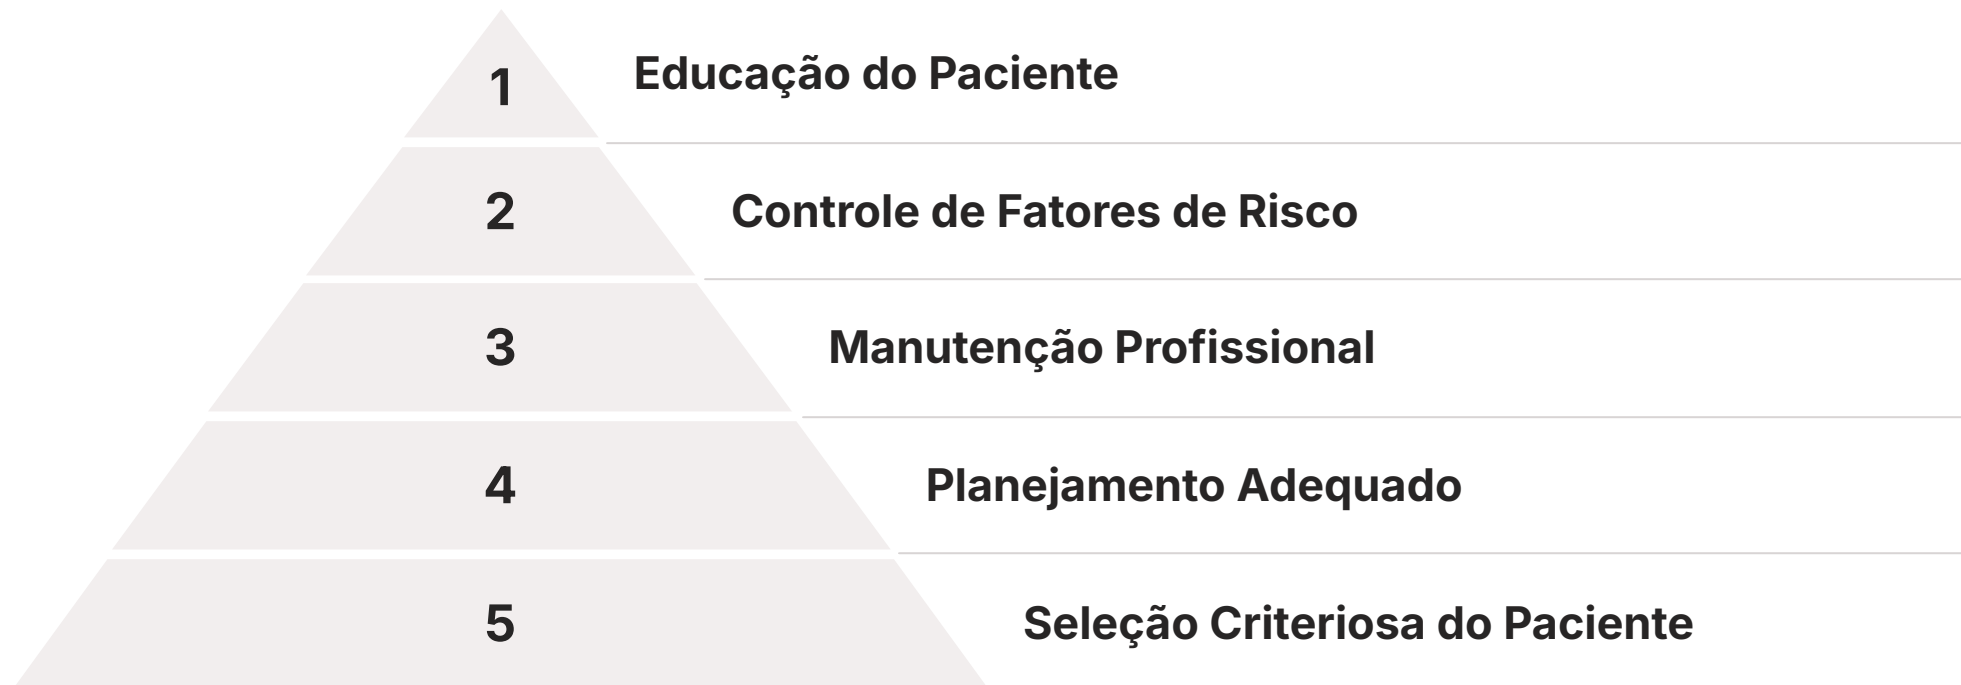 1
Educação do Paciente
2
Controle de Fatores de Risco
3
Manutenção Profissional
4
Planejamento Adequado
5
Seleção Criteriosa do Paciente